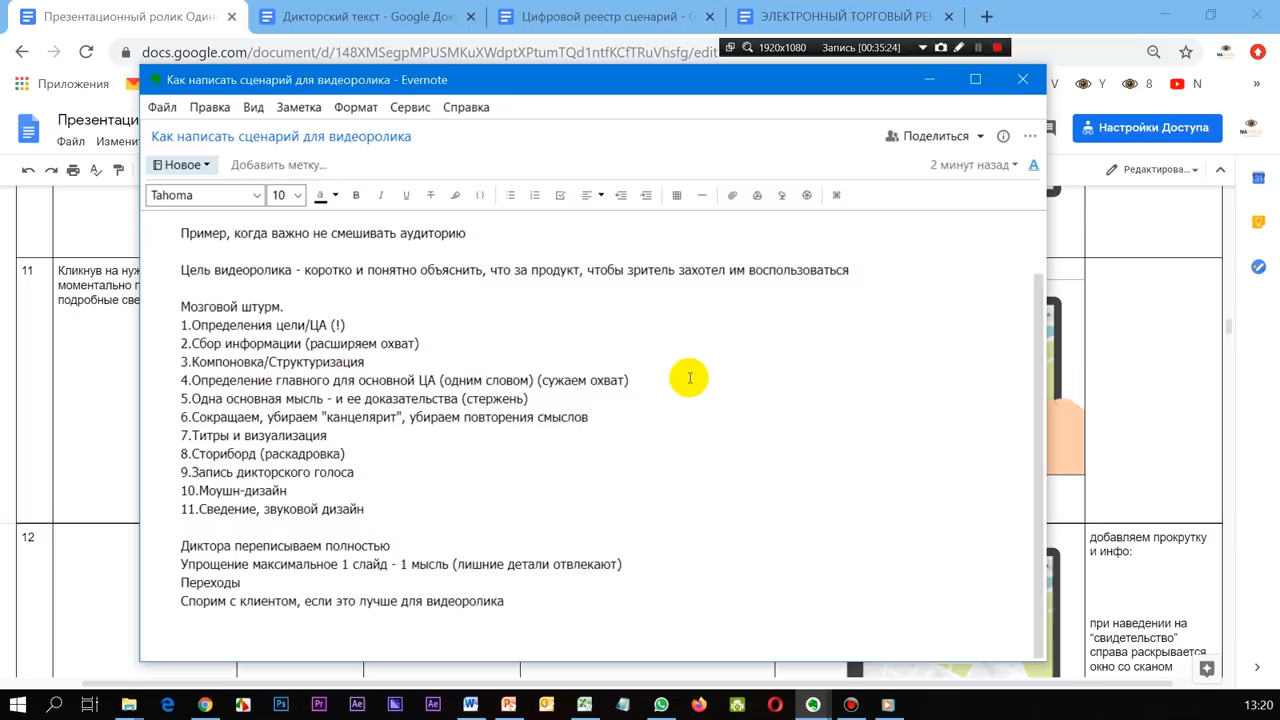 Презентационный ролик Один
Дикторский текст - Google До
Цифровой реестр сценарий - G
ЭЛЕКТРОННЫЙ ТОРГОВЫЙ РЕЕ
docs.google.com/document/d/148XMSegpMPUSMKuXWdptXPtumTQd1ntfKCfTRuVhsfg/edit
1920x1080
Запись [00:35:24]
Приложения
V
Y
8
N
»
Презентац
Файл
Измени
Настройки Доступа
Редактирова...
Как написать сценарий для видеоролика - Evernote
Файл Правка Вид Заметка Формат Сервис Справка
Как написать сценарий для видеоролика
Поделиться
Новое
Добавить метку...
2 минут назад
Tahoma
10
Пример, когда важно не смешивать аудиторию
Цель видеоролика - коротко и понятно объяснить, что за продукт, чтобы зритель захотел им воспользоваться
Мозговой штурм.
1.Определения цели/ЦА (!)
2.Сбор информации (расширяем охват)
3.Компоновка/Структуризация
4.Определение главного для основной ЦА (одним словом) (сужаем охват)
5.Одна основная мысль - и ее доказательства (стержень)
6.Сокращаем, убираем "канцелярит", убираем повторения смыслов
7.Титры и визуализация
8.Сториборд (раскадровка)
9.Запись дикторского голоса
10.Моушн-дизайн
11.Сведение, звуковой дизайн
Диктора переписываем полностью
Упрощение максимальное 1 слайд - 1 мысль (лишние детали отвлекают)
Переходы
Спорим с клиентом, если это лучше для видеоролика
11
Кликнув на нуж
моментально п
подробные све
12
добавляем прокрутку
и инфо:
при наведении на
“свидетельство”
справа раскрывается
окно со сканом
13:20